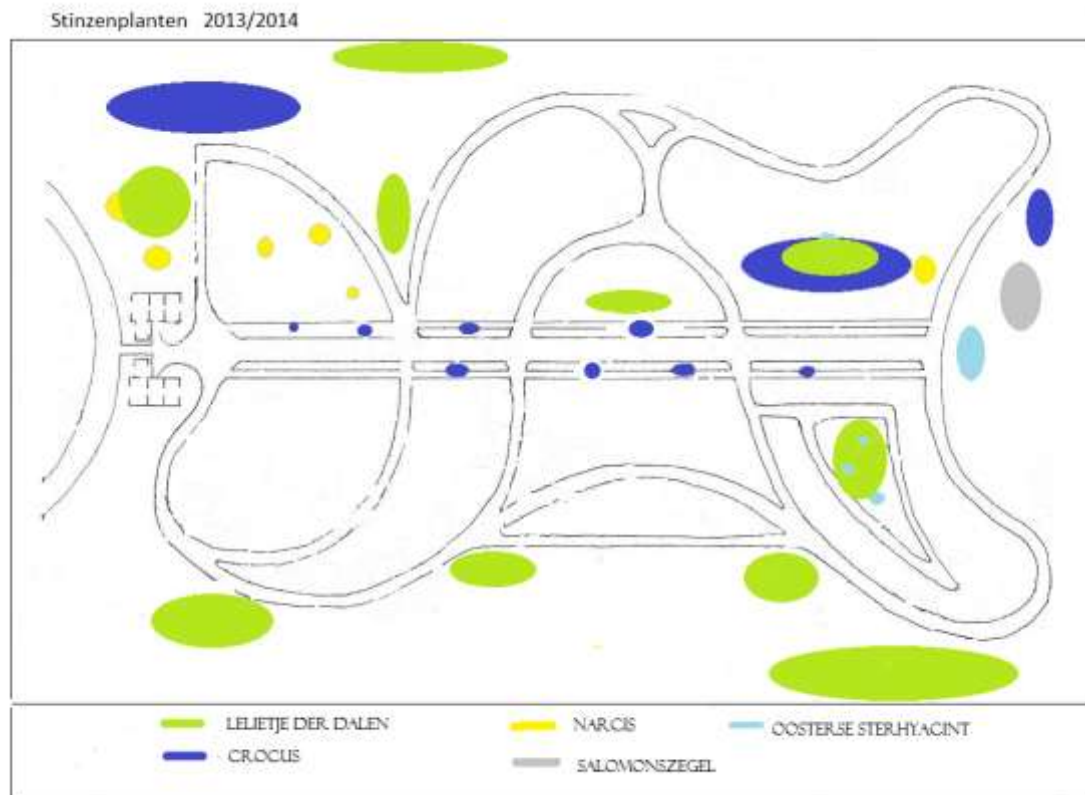 Stinzenplanten 2013/2014
LELIETJE DER DALEN
NARCIS
OOSTERSE STERHYACINT
CROCUS
SALOMONSZEGEL